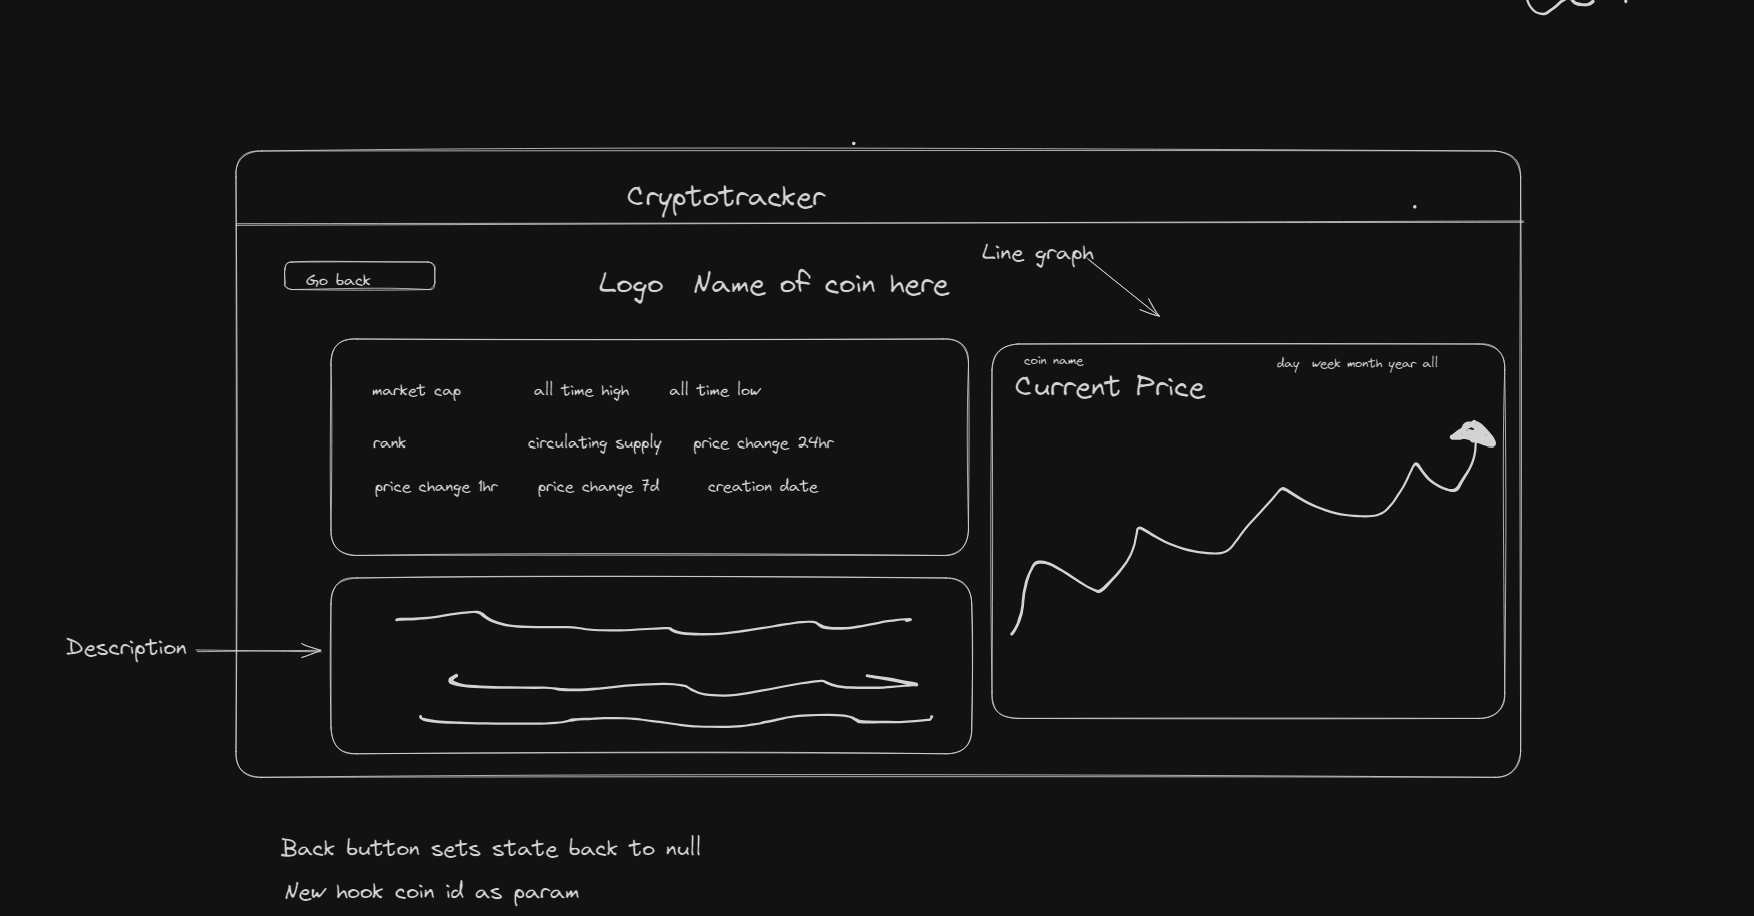 Cryptotracker
Go back
Logo Name of coin here
Line graph
market cap all time high all time low
rank circulating supply price change 24hr
price change 1hr price change 7d creation date
coin name
day week month year all
Current Price
Description
Back button sets state back to null
New hook coin id as param